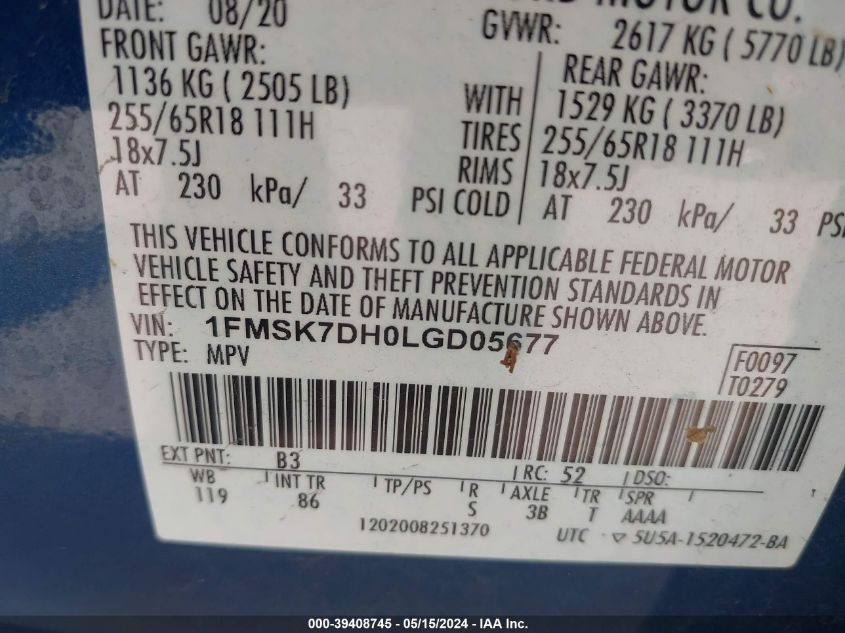 DATE: 08/20
MOTOR CO.
GVWR: 2617 KG ( 5770 LB)
FRONT GAWR:
1136 KG ( 2505 LB)
255/65R18 111H
18x7.5J
AT 230 kPa/ 33 PSI COLD
WITH
TIRES
RIMS
REAR GAWR:
1529 KG ( 3370 LB)
255/65R18 111H
18x7.5J
AT 230 kPa/ 33 PSI
THIS VEHICLE CONFORMS TO ALL APPLICABLE FEDERAL MOTOR
VEHICLE SAFETY AND THEFT PREVENTION STANDARDS IN
EFFECT ON THE DATE OF MANUFACTURE SHOWN ABOVE.
VIN: 1FMSK7DH0LGD05677
TYPE: MPV
F0097
T0279
EXT PNT: B3 RC: 52 DSO:
WB INT TR TP/PS R AXLE TR SPR
119 86 S 3B T AAAA
1202008251370
UTC SU5A-1520472-BA
000-39408745 - 05/15/2024 - IAA Inc.